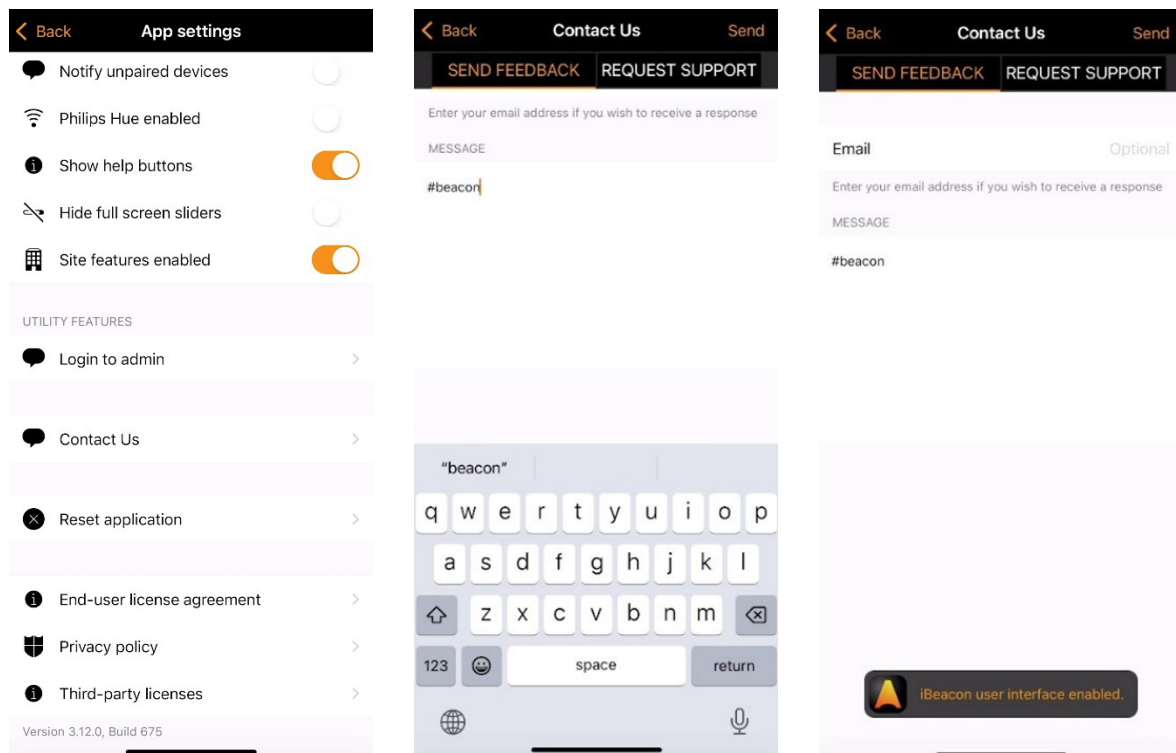 Back
App settings
Notify unpaired devices
Philips Hue enabled
Show help buttons
Hide full screen sliders
Site features enabled
UTILITY FEATURES
Login to admin
Contact Us
Reset application
End-user license agreement
Privacy policy
Third-party licenses
Version 3.12.0, Build 675
Back
Contact Us
Send
SEND FEEDBACK
REQUEST SUPPORT
Enter your email address if you wish to receive a response
MESSAGE
#beacon
"beacon"
q w e r t y u i o p
a s d f g h j k l
z x c v b n m
123
space
return
Back
Contact Us
Send
SEND FEEDBACK
REQUEST SUPPORT
Email
Optional
Enter your email address if you wish to receive a response
MESSAGE
#beacon
iBeacon user interface enabled.